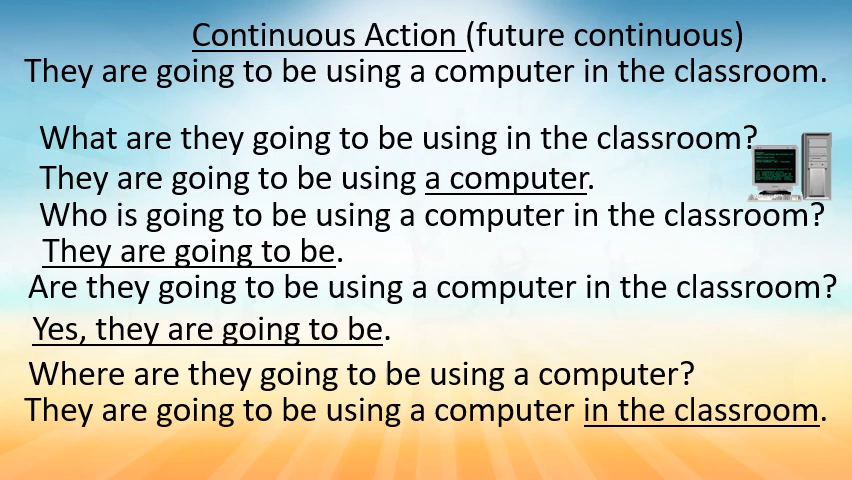 Continuous Action (future continuous)
They are going to be using a computer in the classroom.
What are they going to be using in the classroom?
They are going to be using a computer.
Who is going to be using a computer in the classroom?
They are going to be.
Are they going to be using a computer in the classroom?
Yes, they are going to be.
Where are they going to be using a computer?
They are going to be using a computer in the classroom.